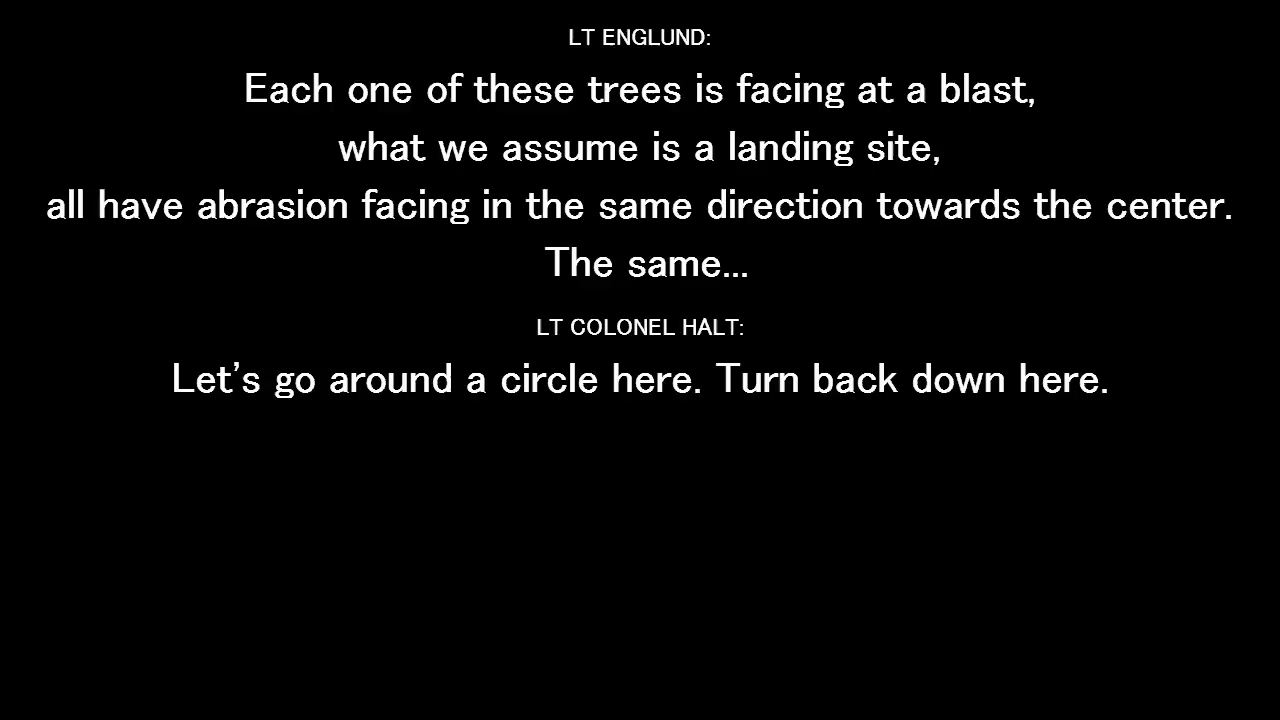 LT ENGLUND:
Each one of these trees is facing at a blast,
what we assume is a landing site,
all have abrasion facing in the same direction towards the center.
The same...
LT COLONEL HALT:
Let's go around a circle here. Turn back down here.